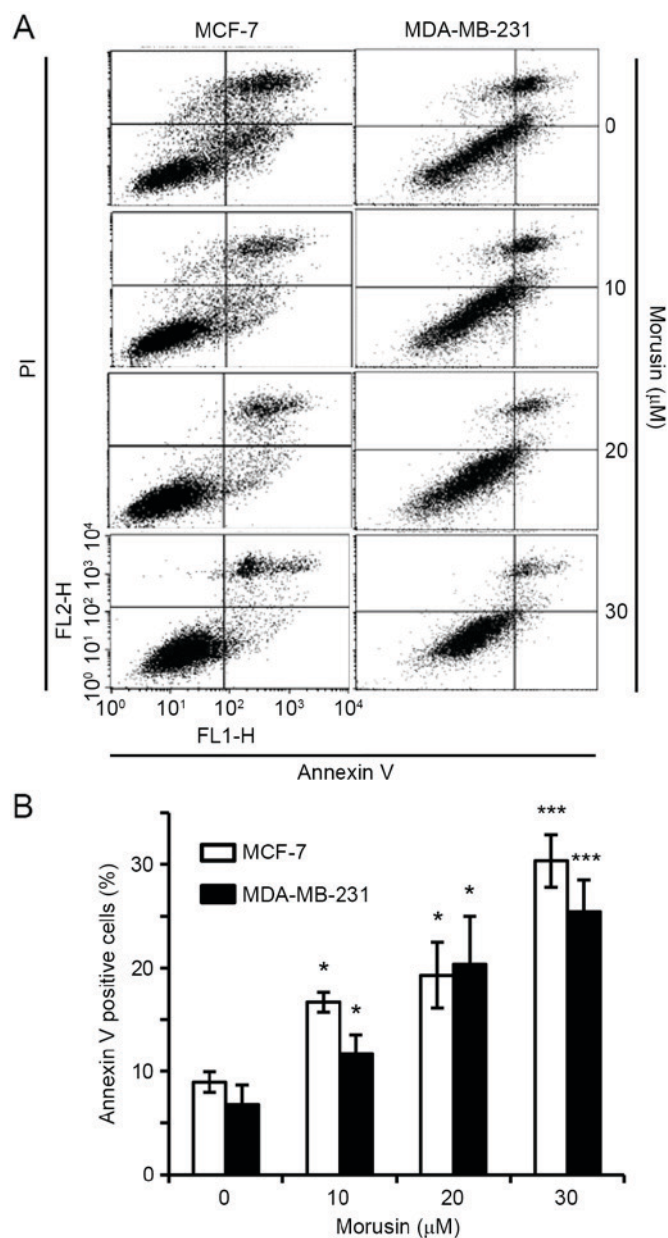 A
MCF-7
MDA-MB-231
PI
Morusin (μM)
0
10
20
30
FL2-H
10⁴
10³
10²
10¹
10⁰
10⁰ 10¹ 10² 10³ 10⁴
FL1-H
Annexin V
B
Annexin V positive cells (%)
30
20
10
0
MCF-7
MDA-MB-231
*
*
*
*
***
***
0 10 20 30
Morusin (μM)